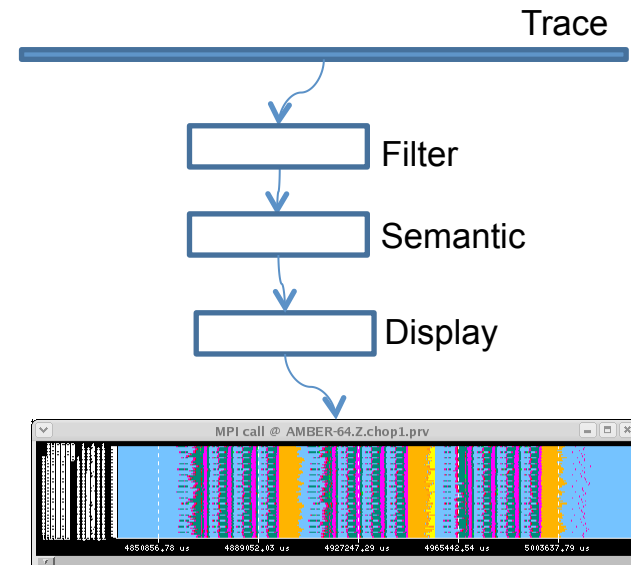 Trace
Filter
Semantic
Display
MPI call @ AMBER-64.Z.chop1.prv
4850856,78 us 4889052,03 us 4927247,29 us 4965442,54 us 5003637,79 us